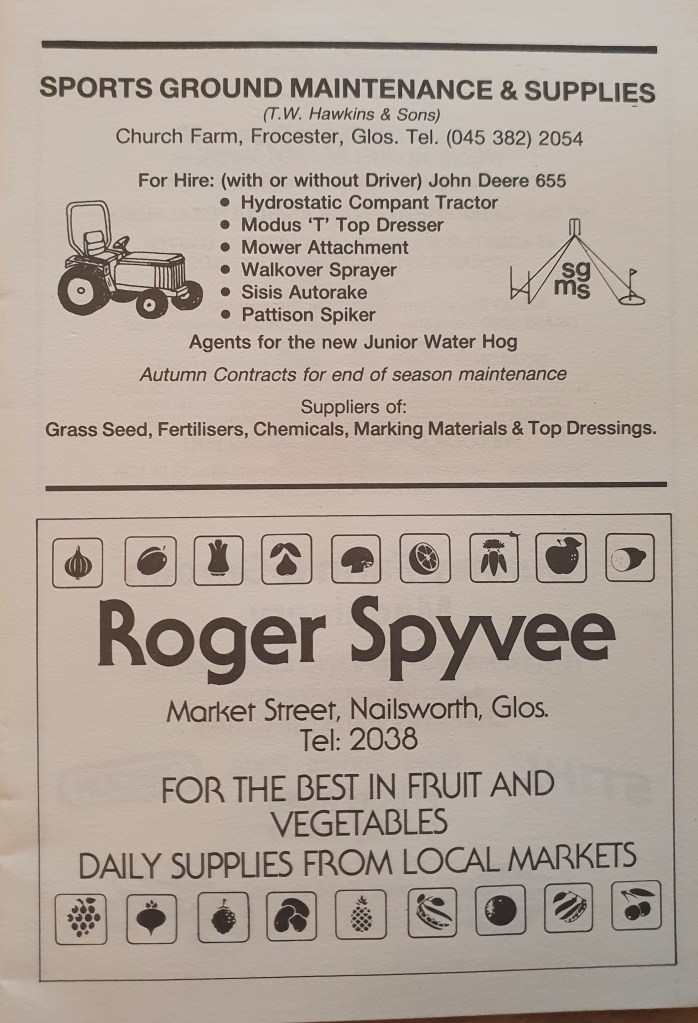 SPORTS GROUND MAINTENANCE & SUPPLIES
(T.W. Hawkins & Sons)
Church Farm, Frocester, Glos. Tel. (045 382) 2054
For Hire: (with or without Driver) John Deere 655
● Hydrostatic Compant Tractor
● Modus ‘T’ Top Dresser
● Mower Attachment
● Walkover Sprayer
● Sisis Autorake
● Pattison Spiker
sg
ms
Agents for the new Junior Water Hog
Autumn Contracts for end of season maintenance
Suppliers of:
Grass Seed, Fertilisers, Chemicals, Marking Materials & Top Dressings.
Roger Spyvee
Market Street, Nailsworth, Glos.
Tel: 2038
FOR THE BEST IN FRUIT AND
VEGETABLES
DAILY SUPPLIES FROM LOCAL MARKETS